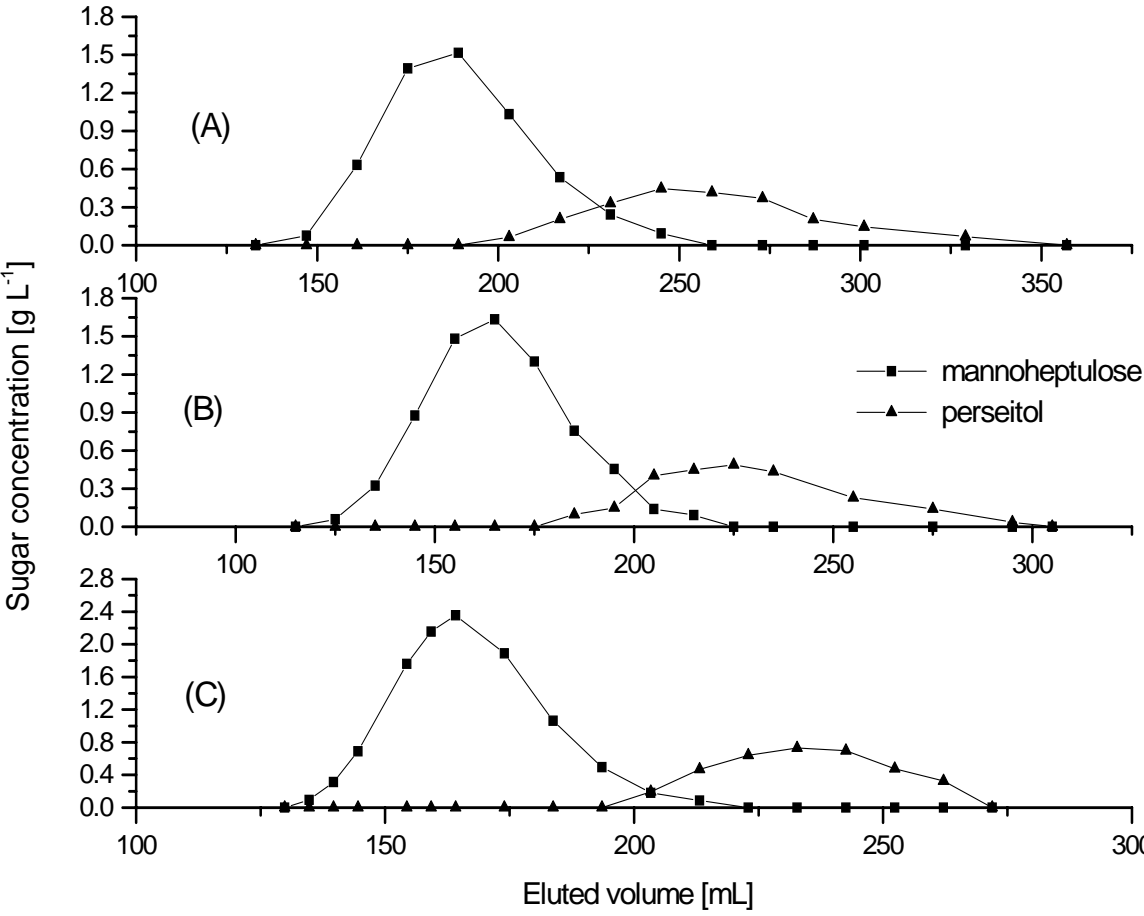 1.8
1.5
1.2
0.9
0.6
0.3
0.0
(A)
100 150 200 250 300 350
1.8
1.5
1.2
0.9
0.6
0.3
0.0
(B)
mannoheptulose
perseitol
100 150 200 250 300
2.8
2.4
2.0
1.6
1.2
0.8
0.4
0.0
(C)
100 150 200 250 300
Sugar concentration [g L⁻¹]
Eluted volume [mL]